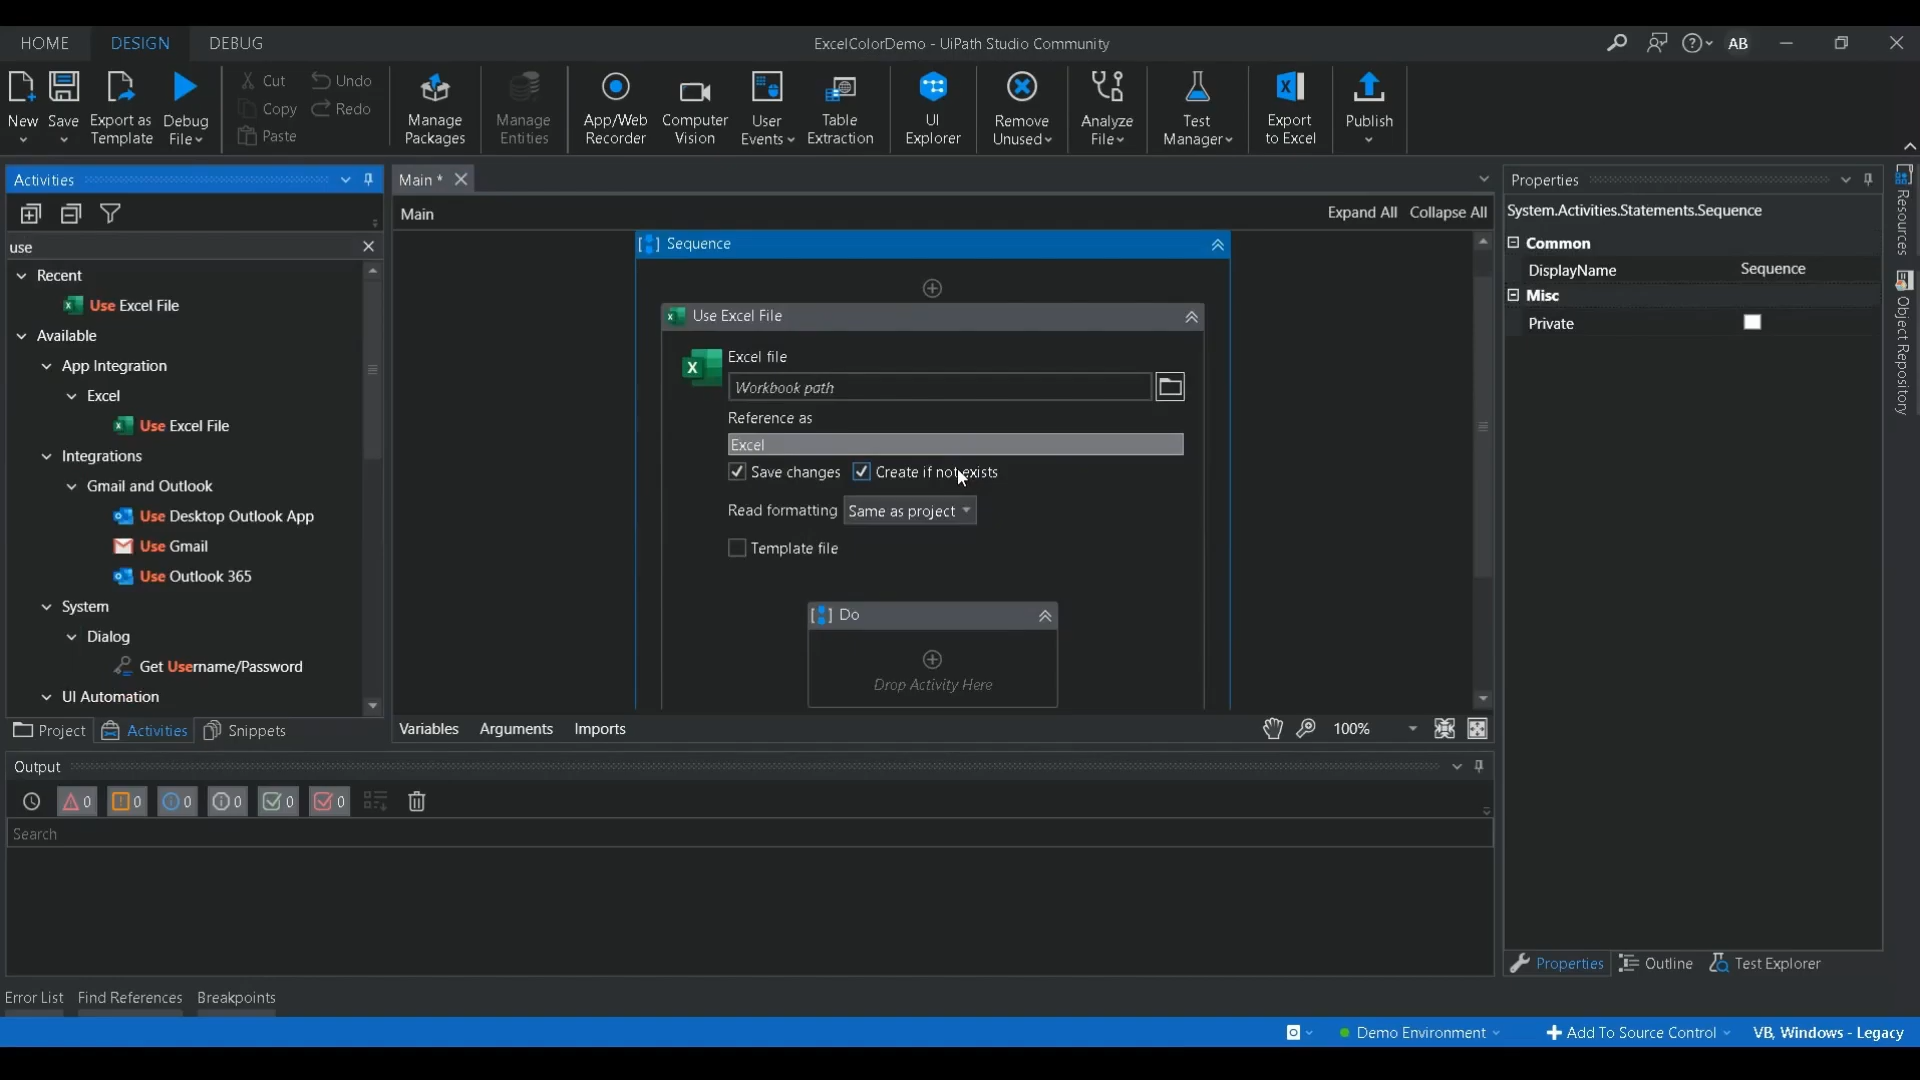 HOME DESIGN DEBUG
ExcelColorDemo - UiPath Studio Community
AB
New
Save
Export as Template
Debug File
Cut
Copy
Paste
Undo
Redo
Manage Packages
Manage Entities
App/Web Recorder
Computer Vision
User Events
Table Extraction
UI Explorer
Remove Unused
Analyze File
Test Manager
Export to Excel
Publish
Activities
use
Recent
Use Excel File
Available
App Integration
Excel
Use Excel File
Integrations
Gmail and Outlook
Use Desktop Outlook App
Use Gmail
Use Outlook 365
System
Dialog
Get Username/Password
UI Automation
Project Activities Snippets
Main *
Main
Expand All Collapse All
Sequence
Use Excel File
Excel file
Workbook path
Reference as
Excel
Save changes Create if not exists
Read formatting Same as project
Template file
Do
Drop Activity Here
Variables Arguments Imports
100%
Properties
System.Activities.Statements.Sequence
Common
DisplayName Sequence
Misc
Private
Resources
Object Repository
Properties Outline Test Explorer
Output
0 0 0 0 0 0
Search
Error List Find References Breakpoints
Demo Environment
Add To Source Control
VB, Windows - Legacy